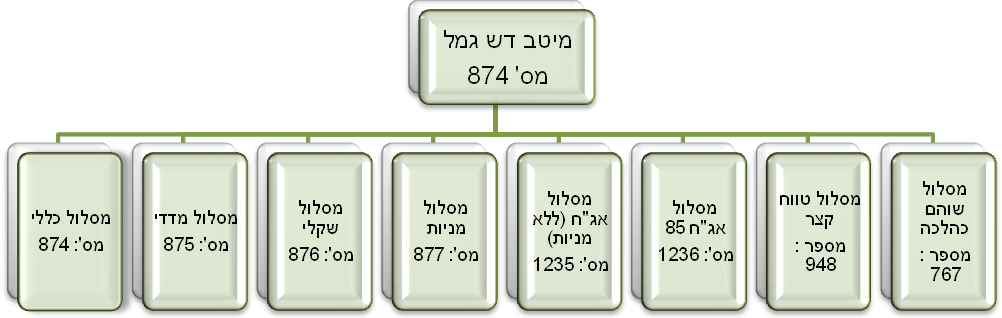 מיטב דש גמל
מס' 874
מסלול שוהם
כהלכה
מספר :
767
מסלול טווח
קצר
מספר :
948
מסלול
אג"ח 85
מס': 1236
מסלול
אג"ח (ללא
מניות)
מס': 1235
מסלול
מניות
מס': 877
מסלול
שקלי
מס': 876
מסלול מדדי
מס': 875
מסלול כללי
מס': 874